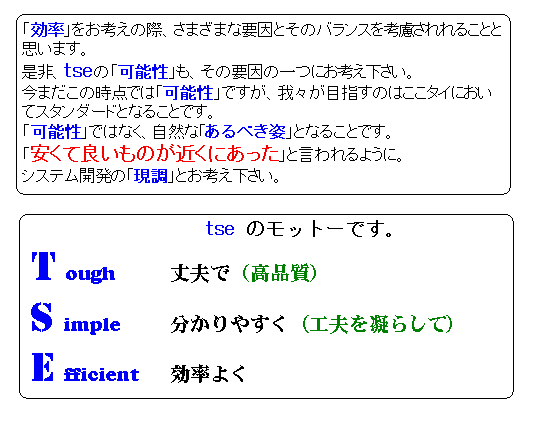 「効率」をお考えの際、さまざまな要因とそのバランスを考慮されれることと
思います。
是非、tseの「可能性」も、その要因の一つにお考え下さい。
今まだこの時点では「可能性」ですが、我々が目指すのはここタイにおい
てスタンダードとなることです。
「可能性」ではなく、自然な「あるべき姿」となることです。
「安くて良いものが近くにあった」と言われるように。
システム開発の「現調」とお考え下さい。
tse のモットーです。
Tough 丈夫で（高品質）
Simple 分かりやすく（工夫を凝らして）
Efficient 効率よく